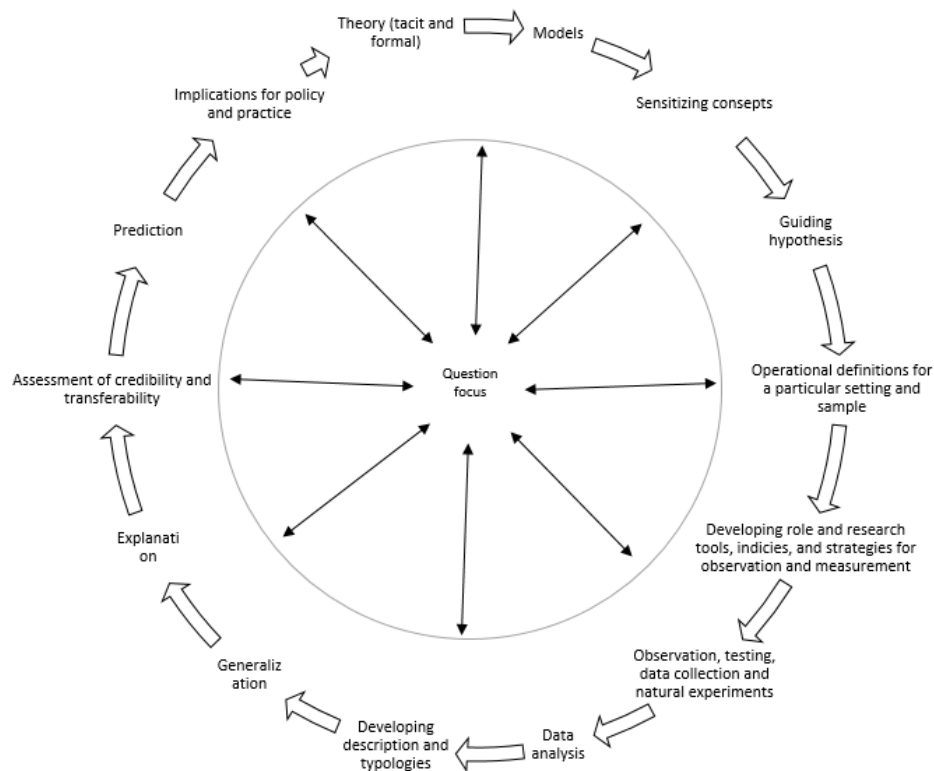 Theory (tacit and
formal)
Models
Sensitizing consepts
Guiding
hypothesis
Operational definitions for
a particular setting and
sample
Developing role and research
tools, indicies, and strategies for
observation and measurement
Observation, testing,
data collection and
natural experiments
Data
analysis
Developing
description and
typologies
Generaliz
ation
Explanati
on
Assessment of credibility and
transferability
Prediction
Implications for policy
and practice
Question
focus